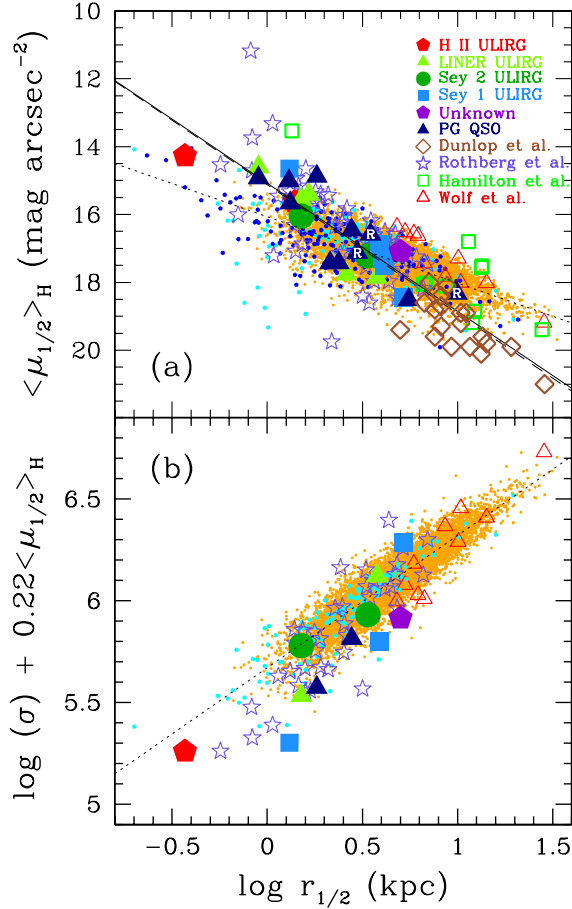 10
12
14
16
18
20
<μ1/2>H (mag arcsec−2)
H II ULIRG
LINER ULIRG
Sey 2 ULIRG
Sey 1 ULIRG
Unknown
PG QSO
Dunlop et al.
Rothberg et al.
Hamilton et al.
Wolf et al.
R
R
R
(a)
(b)
6.5
6
5.5
5
log (σ) + 0.22<μ1/2>H
−0.5
0
0.5
1
1.5
log r1/2 (kpc)